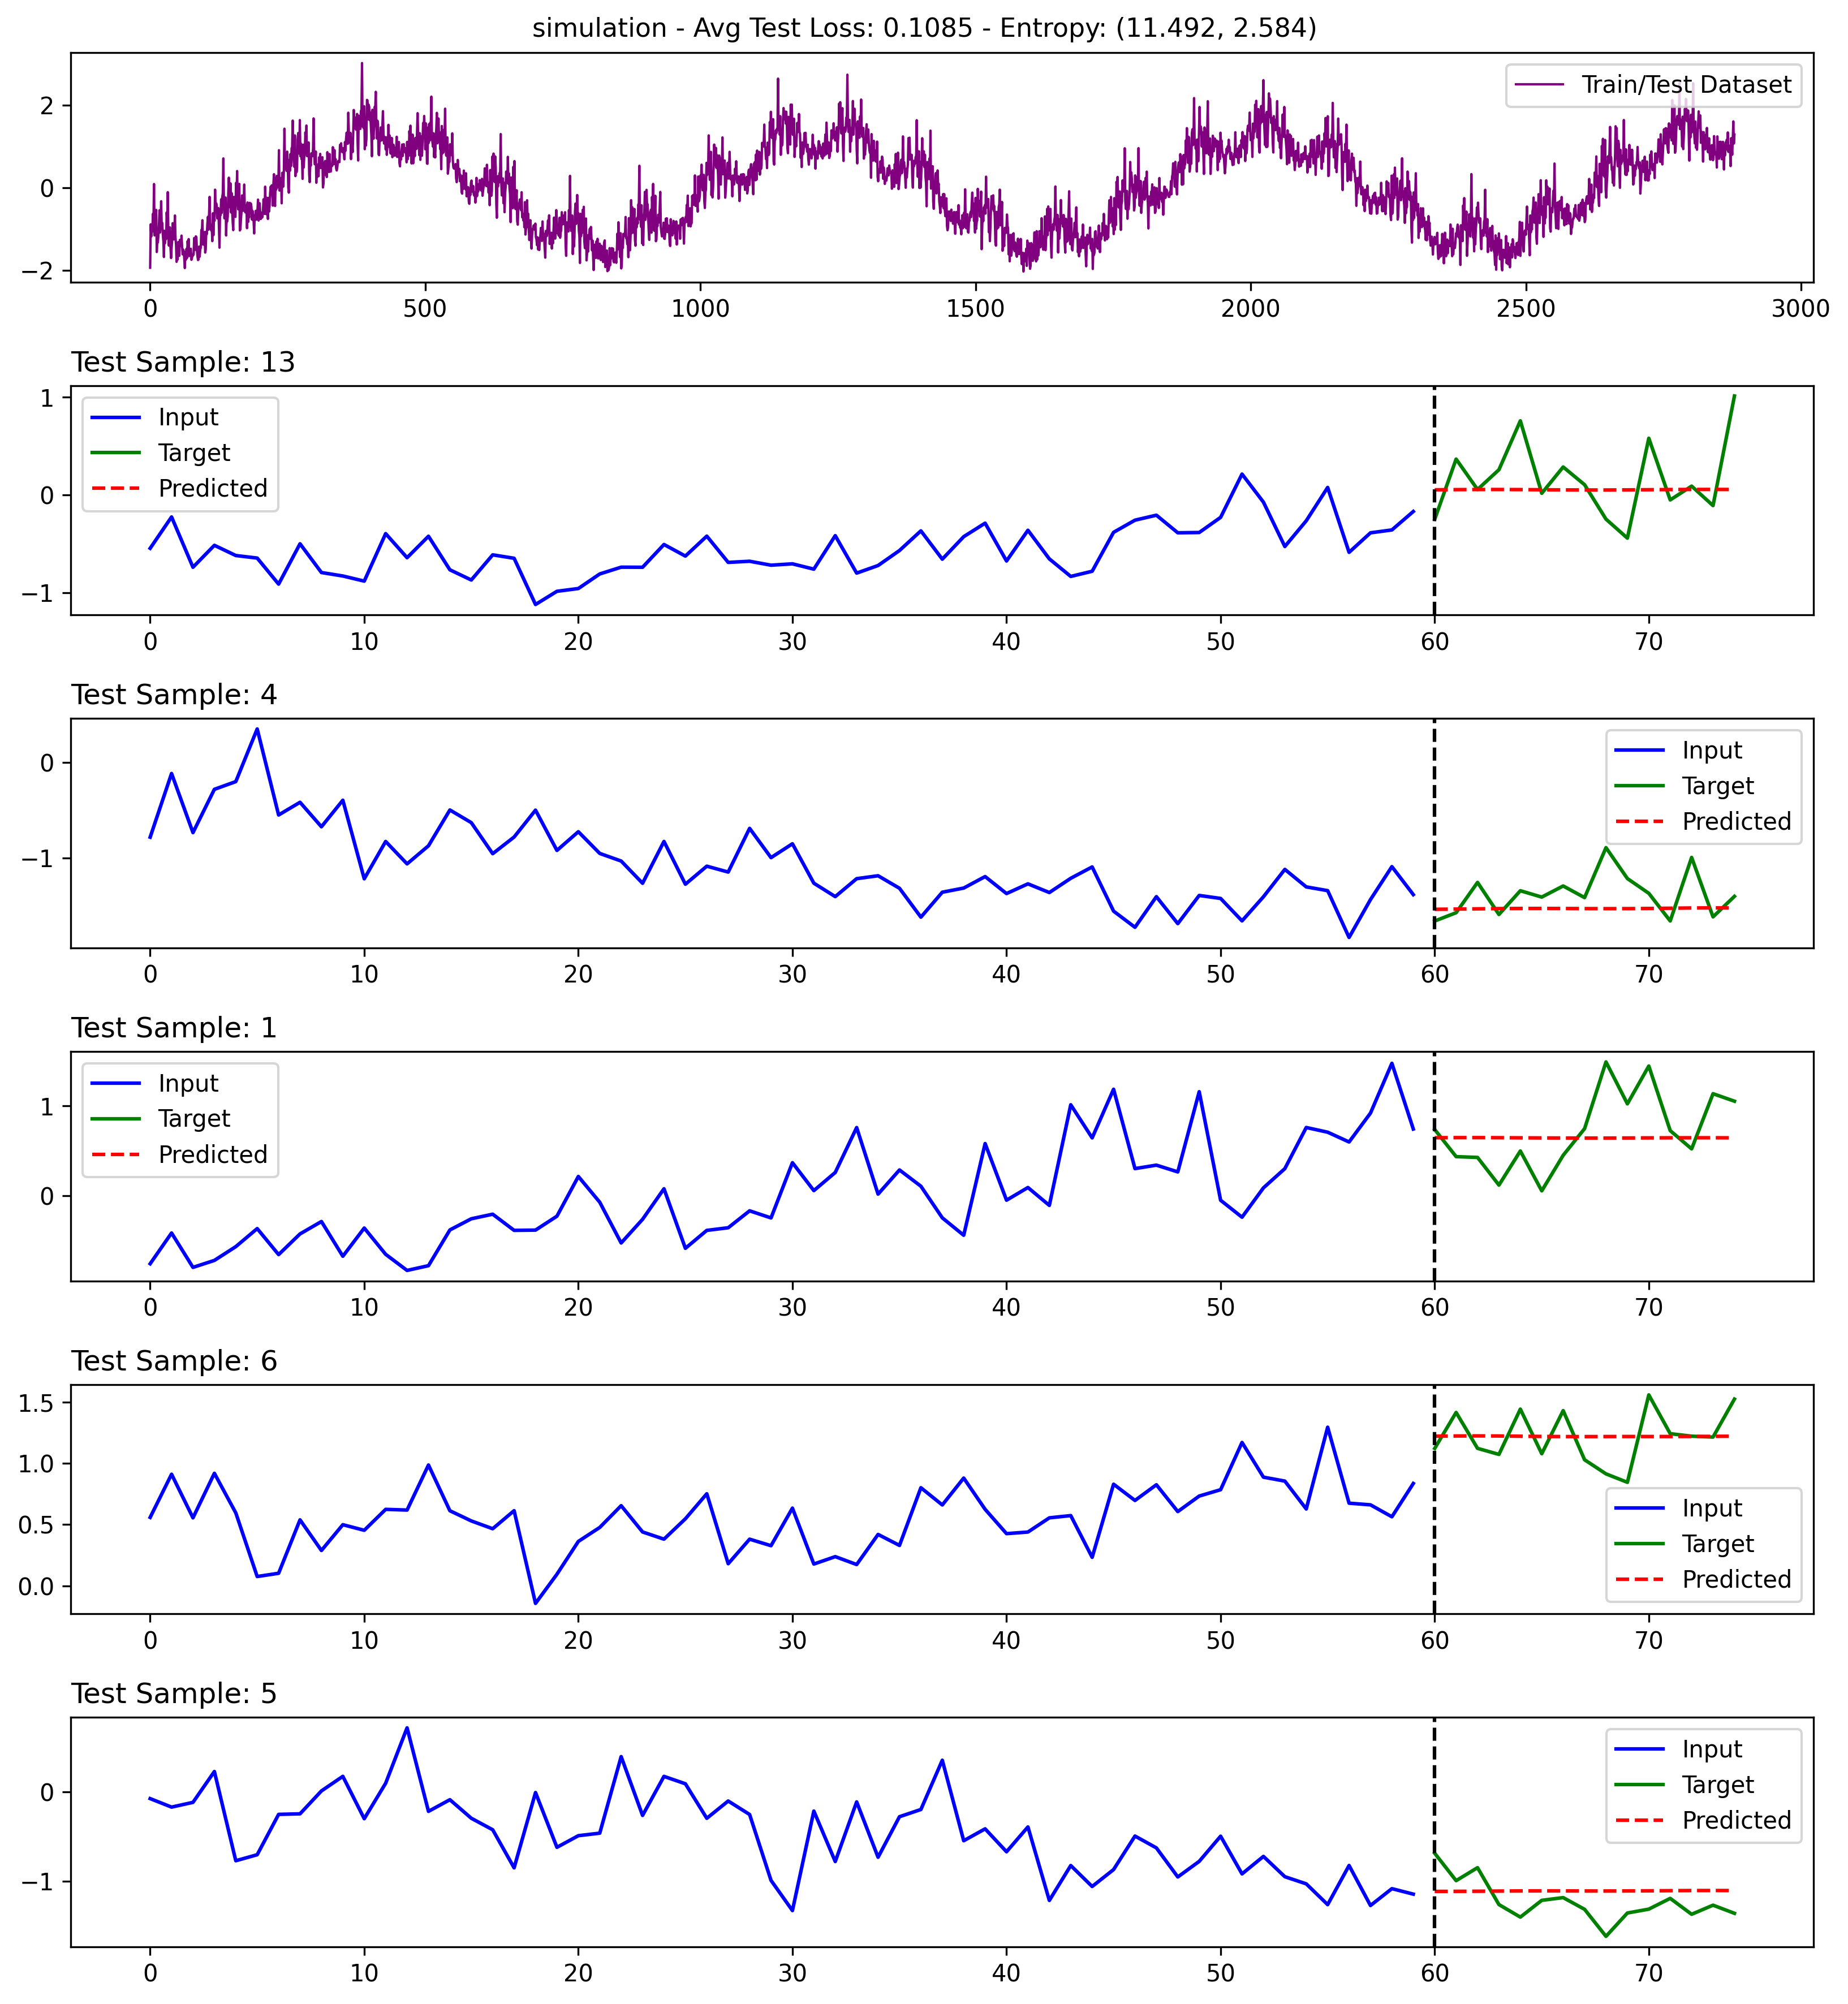 simulation - Avg Test Loss: 0.1085 - Entropy: (11.492, 2.584)
Train/Test Dataset
2
0
−2
0 500 1000 1500 2000 2500 3000
Test Sample: 13
Input
Target
Predicted
1
0
−1
0 10 20 30 40 50 60 70
Test Sample: 4
Input
Target
Predicted
0
−1
0 10 20 30 40 50 60 70
Test Sample: 1
Input
Target
Predicted
1
0
0 10 20 30 40 50 60 70
Test Sample: 6
1.5
1.0
0.5
0.0
Input
Target
Predicted
0 10 20 30 40 50 60 70
Test Sample: 5
Input
Target
Predicted
0
−1
0 10 20 30 40 50 60 70